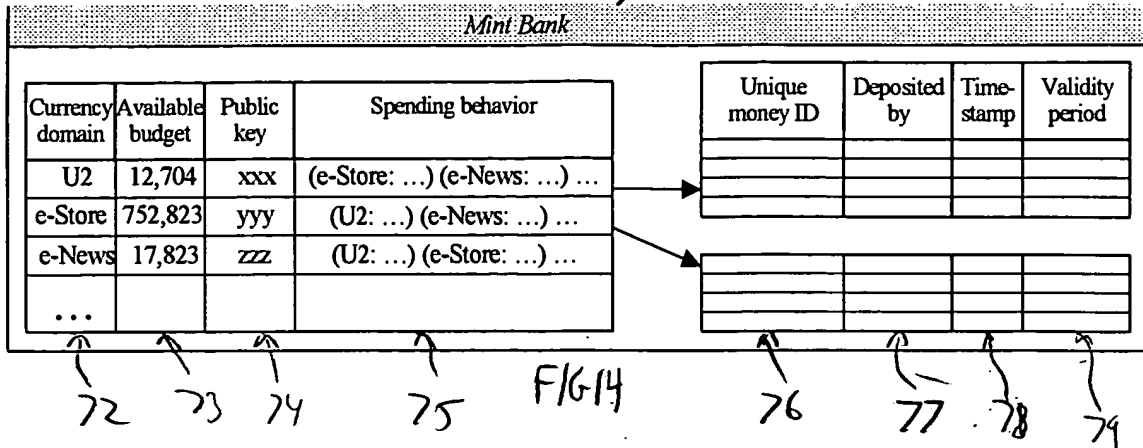 Mint Bank
Currency domain Available budget Public key Spending behavior
U2 12,704 xxx (e-Store: …) (e-News: …) …
e-Store 752,823 yyy (U2: …) (e-News: …) …
e-News 17,823 zzz (U2: …) (e-Store: …) …
…
Unique money ID Deposited by Time-stamp Validity period
72 73 74 75 FIG14 76 77 78 79